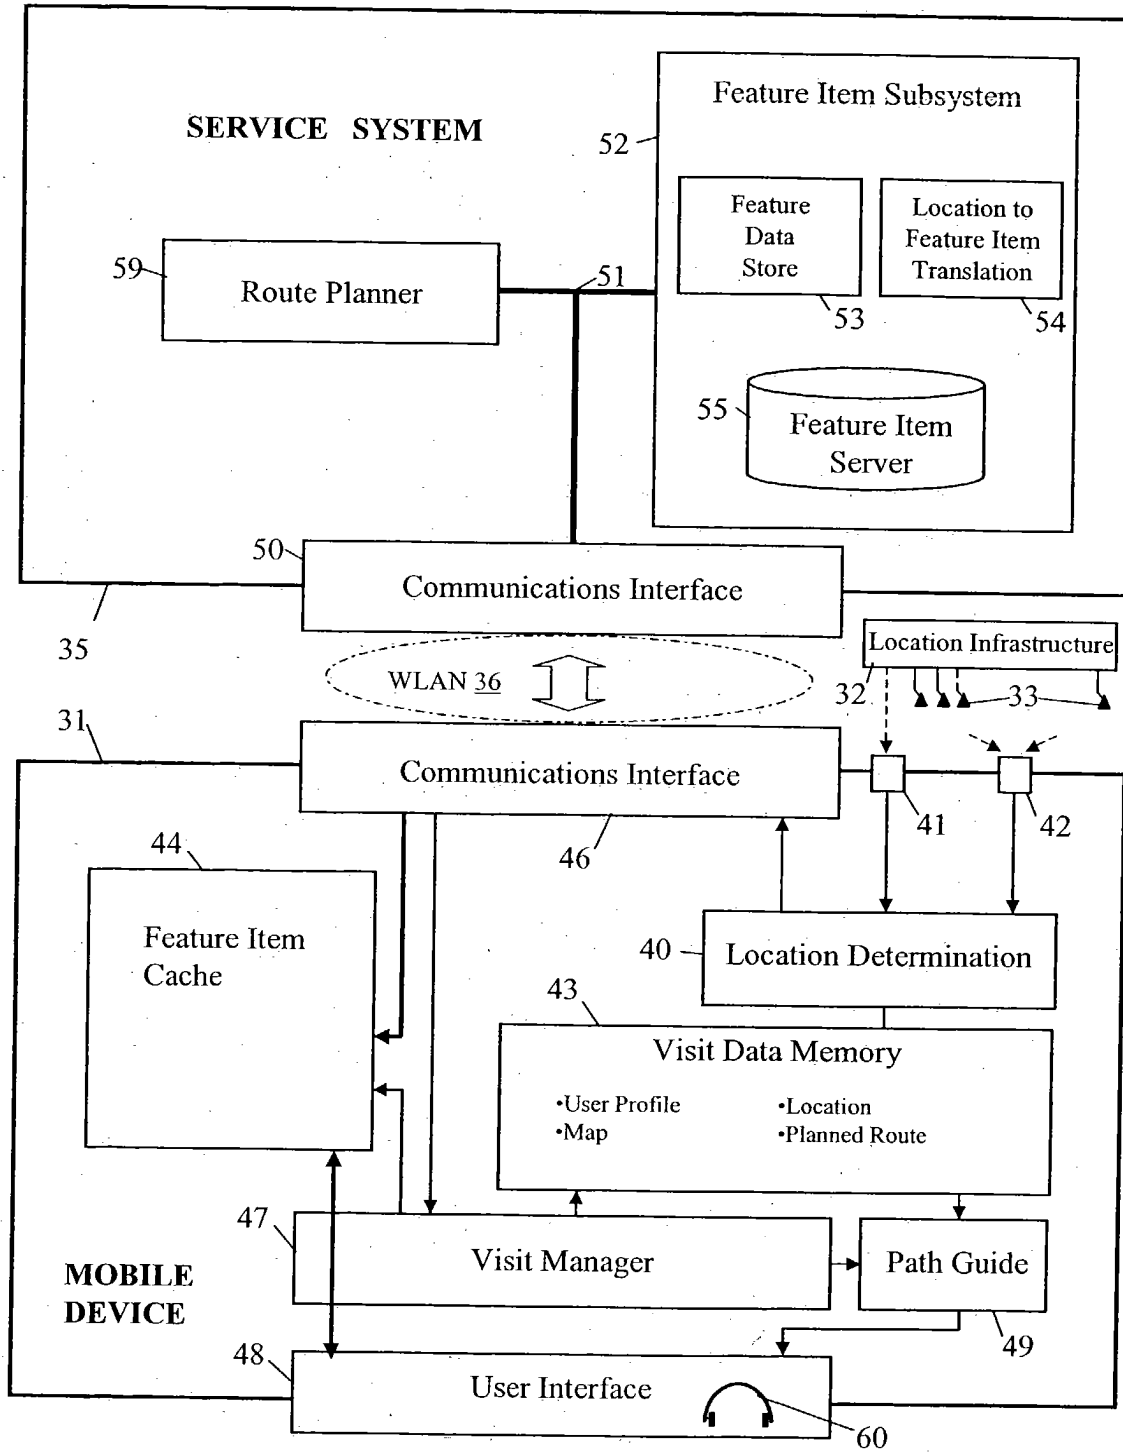 Feature Item Subsystem
SERVICE SYSTEM
52
Feature
Data
Store
Location to
Feature Item
Translation
59
Route Planner
51
53
54
55
Feature Item
Server
50
Communications Interface
35
Location Infrastructure
WLAN 36
32
33
31
Communications Interface
41
42
44
46
Feature Item
Cache
40
Location Determination
43
Visit Data Memory
•User Profile
•Map
•Location
•Planned Route
47
Visit Manager
Path Guide
MOBILE
DEVICE
49
48
User Interface
60